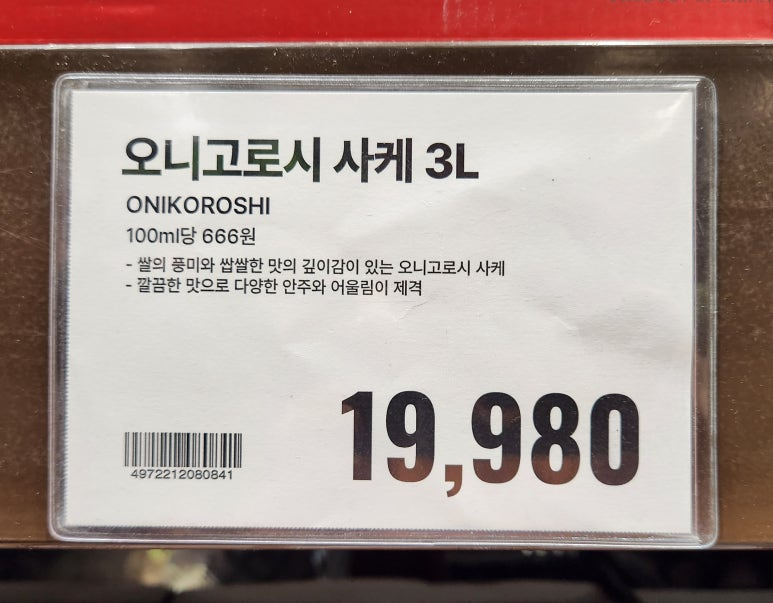 오니고로시 사케 3L
ONIKOROSHI
100ml당 666원
- 쌀의 풍미와 쌉쌀한 맛의 깊이감이 있는 오니고로시 사케
- 깔끔한 맛으로 다양한 안주와 어울림이 제격
19,980
4972212080841